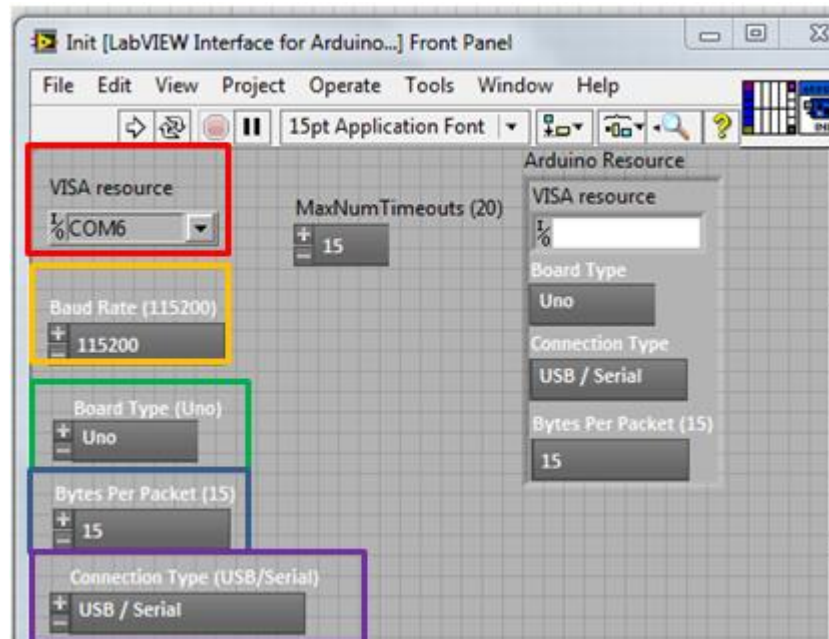 Init [LabVIEW Interface for Arduino...] Front Panel
File Edit View Project Operate Tools Window Help
15pt Application Font
VISA resource
COM6
Baud Rate (115200)
115200
Board Type (Uno)
Uno
Bytes Per Packet (15)
15
Connection Type (USB/Serial)
USB / Serial
MaxNumTimeouts (20)
15
Arduino Resource
VISA resource
Board Type
Uno
Connection Type
USB / Serial
Bytes Per Packet (15)
15